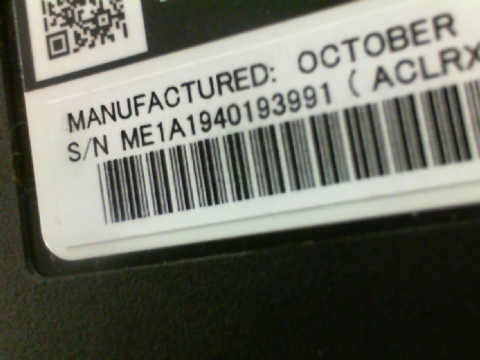 MANUFACTURED: OCTOBER
S/N ME1A1940193991 ( ACLRX